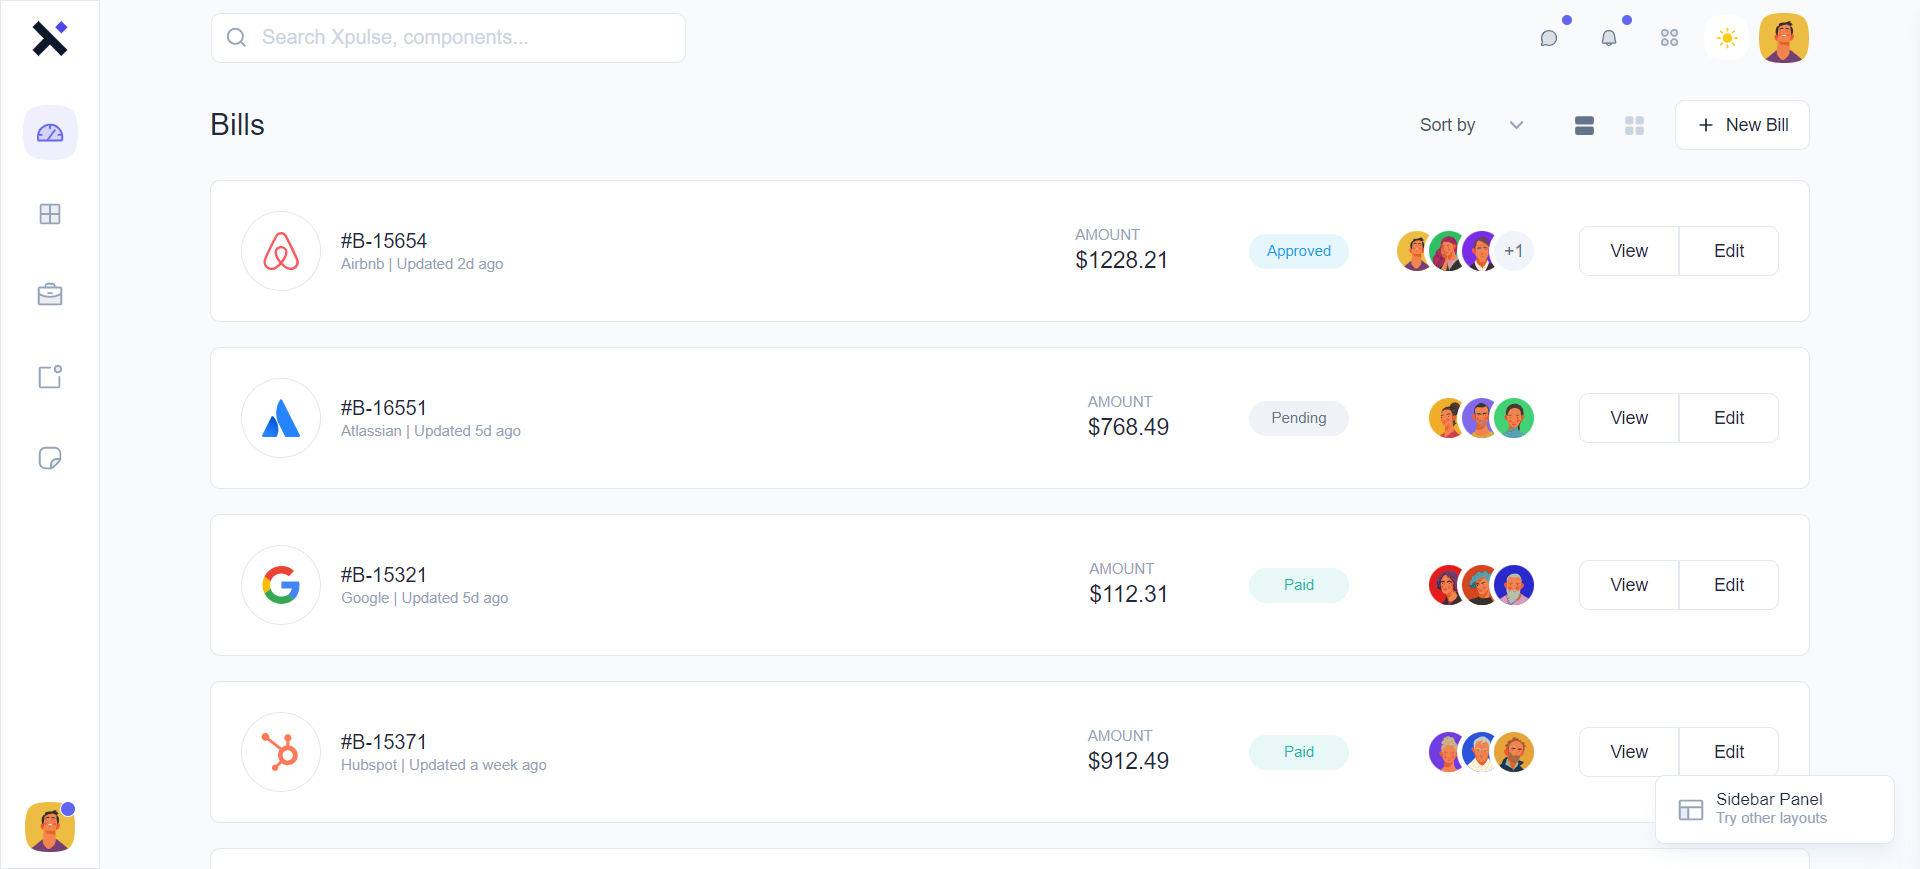 Search Xpulse, components...
Bills
Sort by
New Bill
#B-15654
Airbnb | Updated 2d ago
AMOUNT
$1228.21
Approved
+1
View
Edit
#B-16551
Atlassian | Updated 5d ago
AMOUNT
$768.49
Pending
View
Edit
#B-15321
Google | Updated 5d ago
AMOUNT
$112.31
Paid
View
Edit
#B-15371
Hubspot | Updated a week ago
AMOUNT
$912.49
Paid
View
Edit
Sidebar Panel
Try other layouts